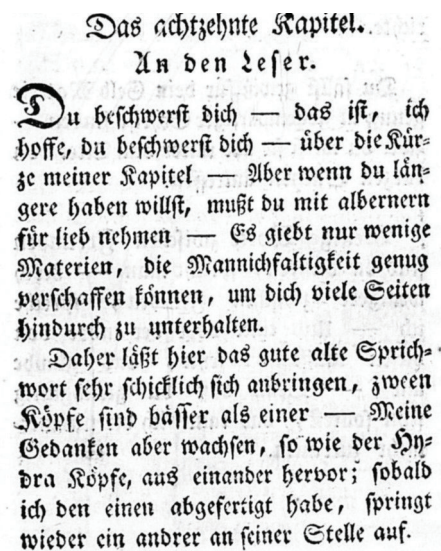 Das achtzehnte Kapitel.
An den Leser.
Du beſchwerſt dich — das iſt, ich
hoffe, du beſchwerſt dich — über die Kür⸗
ze meiner Kapitel — Aber wenn du län⸗
gere haben willſt, mußt du mit albernern
für lieb nehmen — Es giebt nur wenige
Materien, die Mannichfaltigkeit genug
verſchaffen können, um dich viele Seiten
hindurch zu unterhalten.
Daher läßt hier das gute alte Sprich⸗
wort ſehr ſchicklich ſich anbringen, zween
Köpfe ſind bäſſer als einer — Meine
Gedanken aber wachſen, ſo wie der Hy⸗
dra Köpfe, aus einander hervor; ſobald
ich den einen abgefertigt habe, ſpringt
wieder ein andrer an ſeiner Stelle auf.